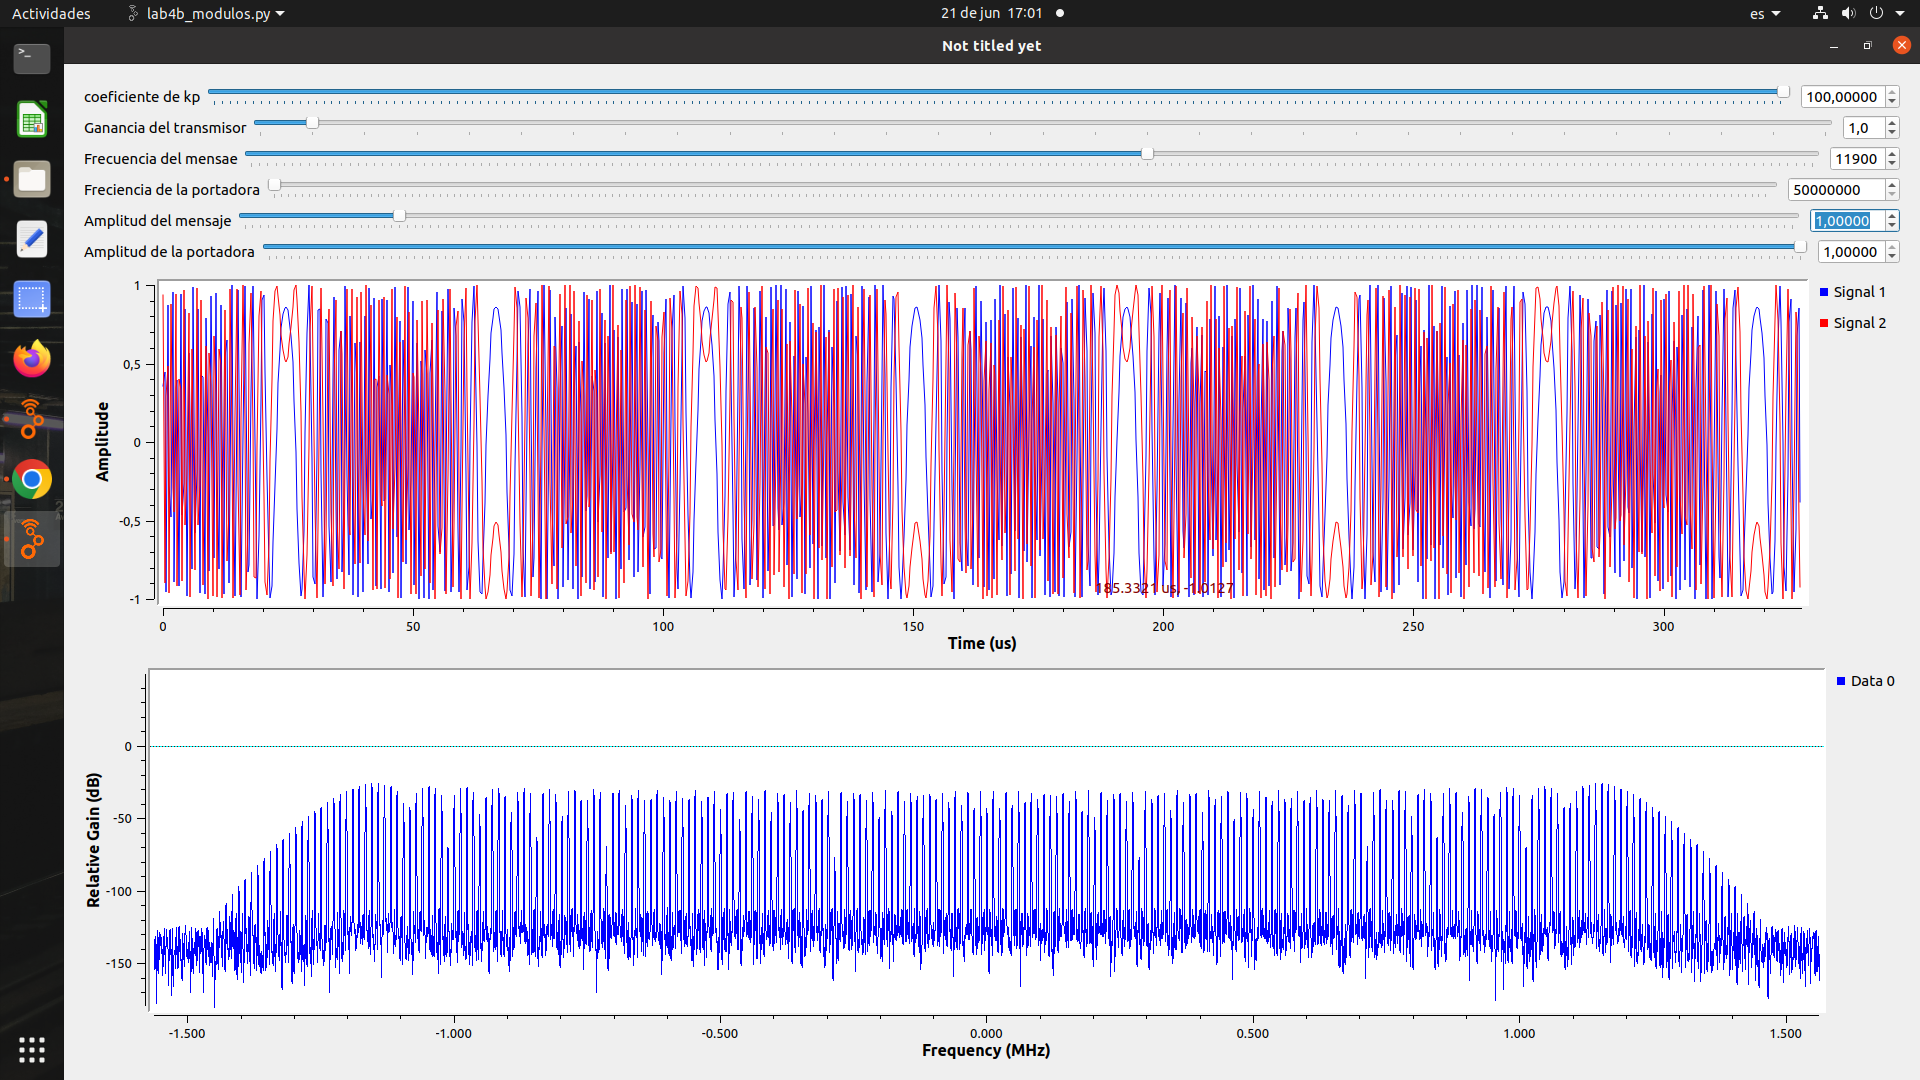 Actividades lab4b_modulos.py 21 de jun 17:01 es
Not titled yet
coeficiente de kp 100,00000
Ganancia del transmisor 1,0
Frecuencia del mensae 11900
Freciencia de la portadora 50000000
Amplitud del mensaje 1,00000
Amplitud de la portadora 1,00000
1
0,5
0
-0,5
-1
Amplitude
Signal 1
Signal 2
185.3321 us, -1.0127
0 50 100 150 200 250 300
Time (us)
0
-50
-100
-150
Relative Gain (dB)
Data 0
-1.500 -1.000 -0.500 0.000 0.500 1.000 1.500
Frequency (MHz)